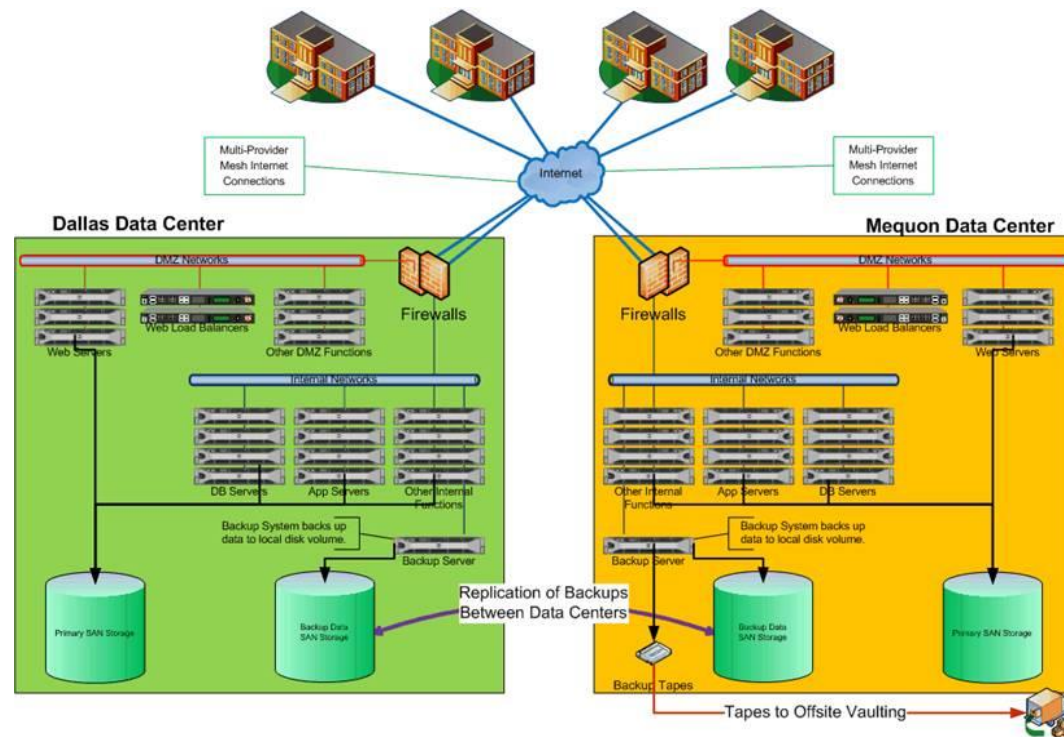 Multi-Provider
Mesh Internet
Connections
Internet
Multi-Provider
Mesh Internet
Connections
Dallas Data Center
Mequon Data Center
DMZ Networks
Firewalls
Web Servers
Web Load Balancers
Other DMZ Functions
Internal Networks
DB Servers
App Servers
Other Internal
Functions
Backup System backs up
data to local disk volume.
Backup Server
Primary SAN Storage
Backup Data
SAN Storage
Replication of Backups
Between Data Centers
DMZ Networks
Firewalls
Other DMZ Functions
Web Load Balancers
Web Servers
Internal Networks
Other Internal
Functions
App Servers
DB Servers
Backup System backs up
data to local disk volume.
Backup Server
Backup Data
SAN Storage
Primary SAN Storage
Backup Tapes
Tapes to Offsite Vaulting